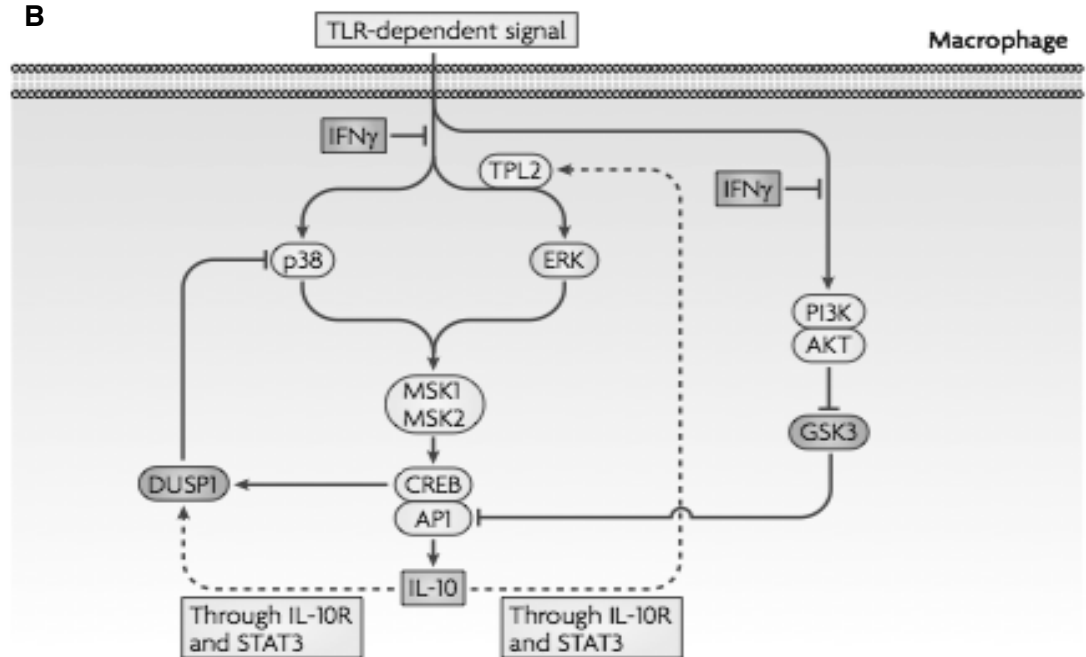 B
TLR-dependent signal
Macrophage
IFNγ
TPL2
IFNγ
p38
ERK
PI3K
AKT
MSK1
MSK2
GSK3
DUSP1
CREB
AP1
IL-10
Through IL-10R
and STAT3
Through IL-10R
and STAT3